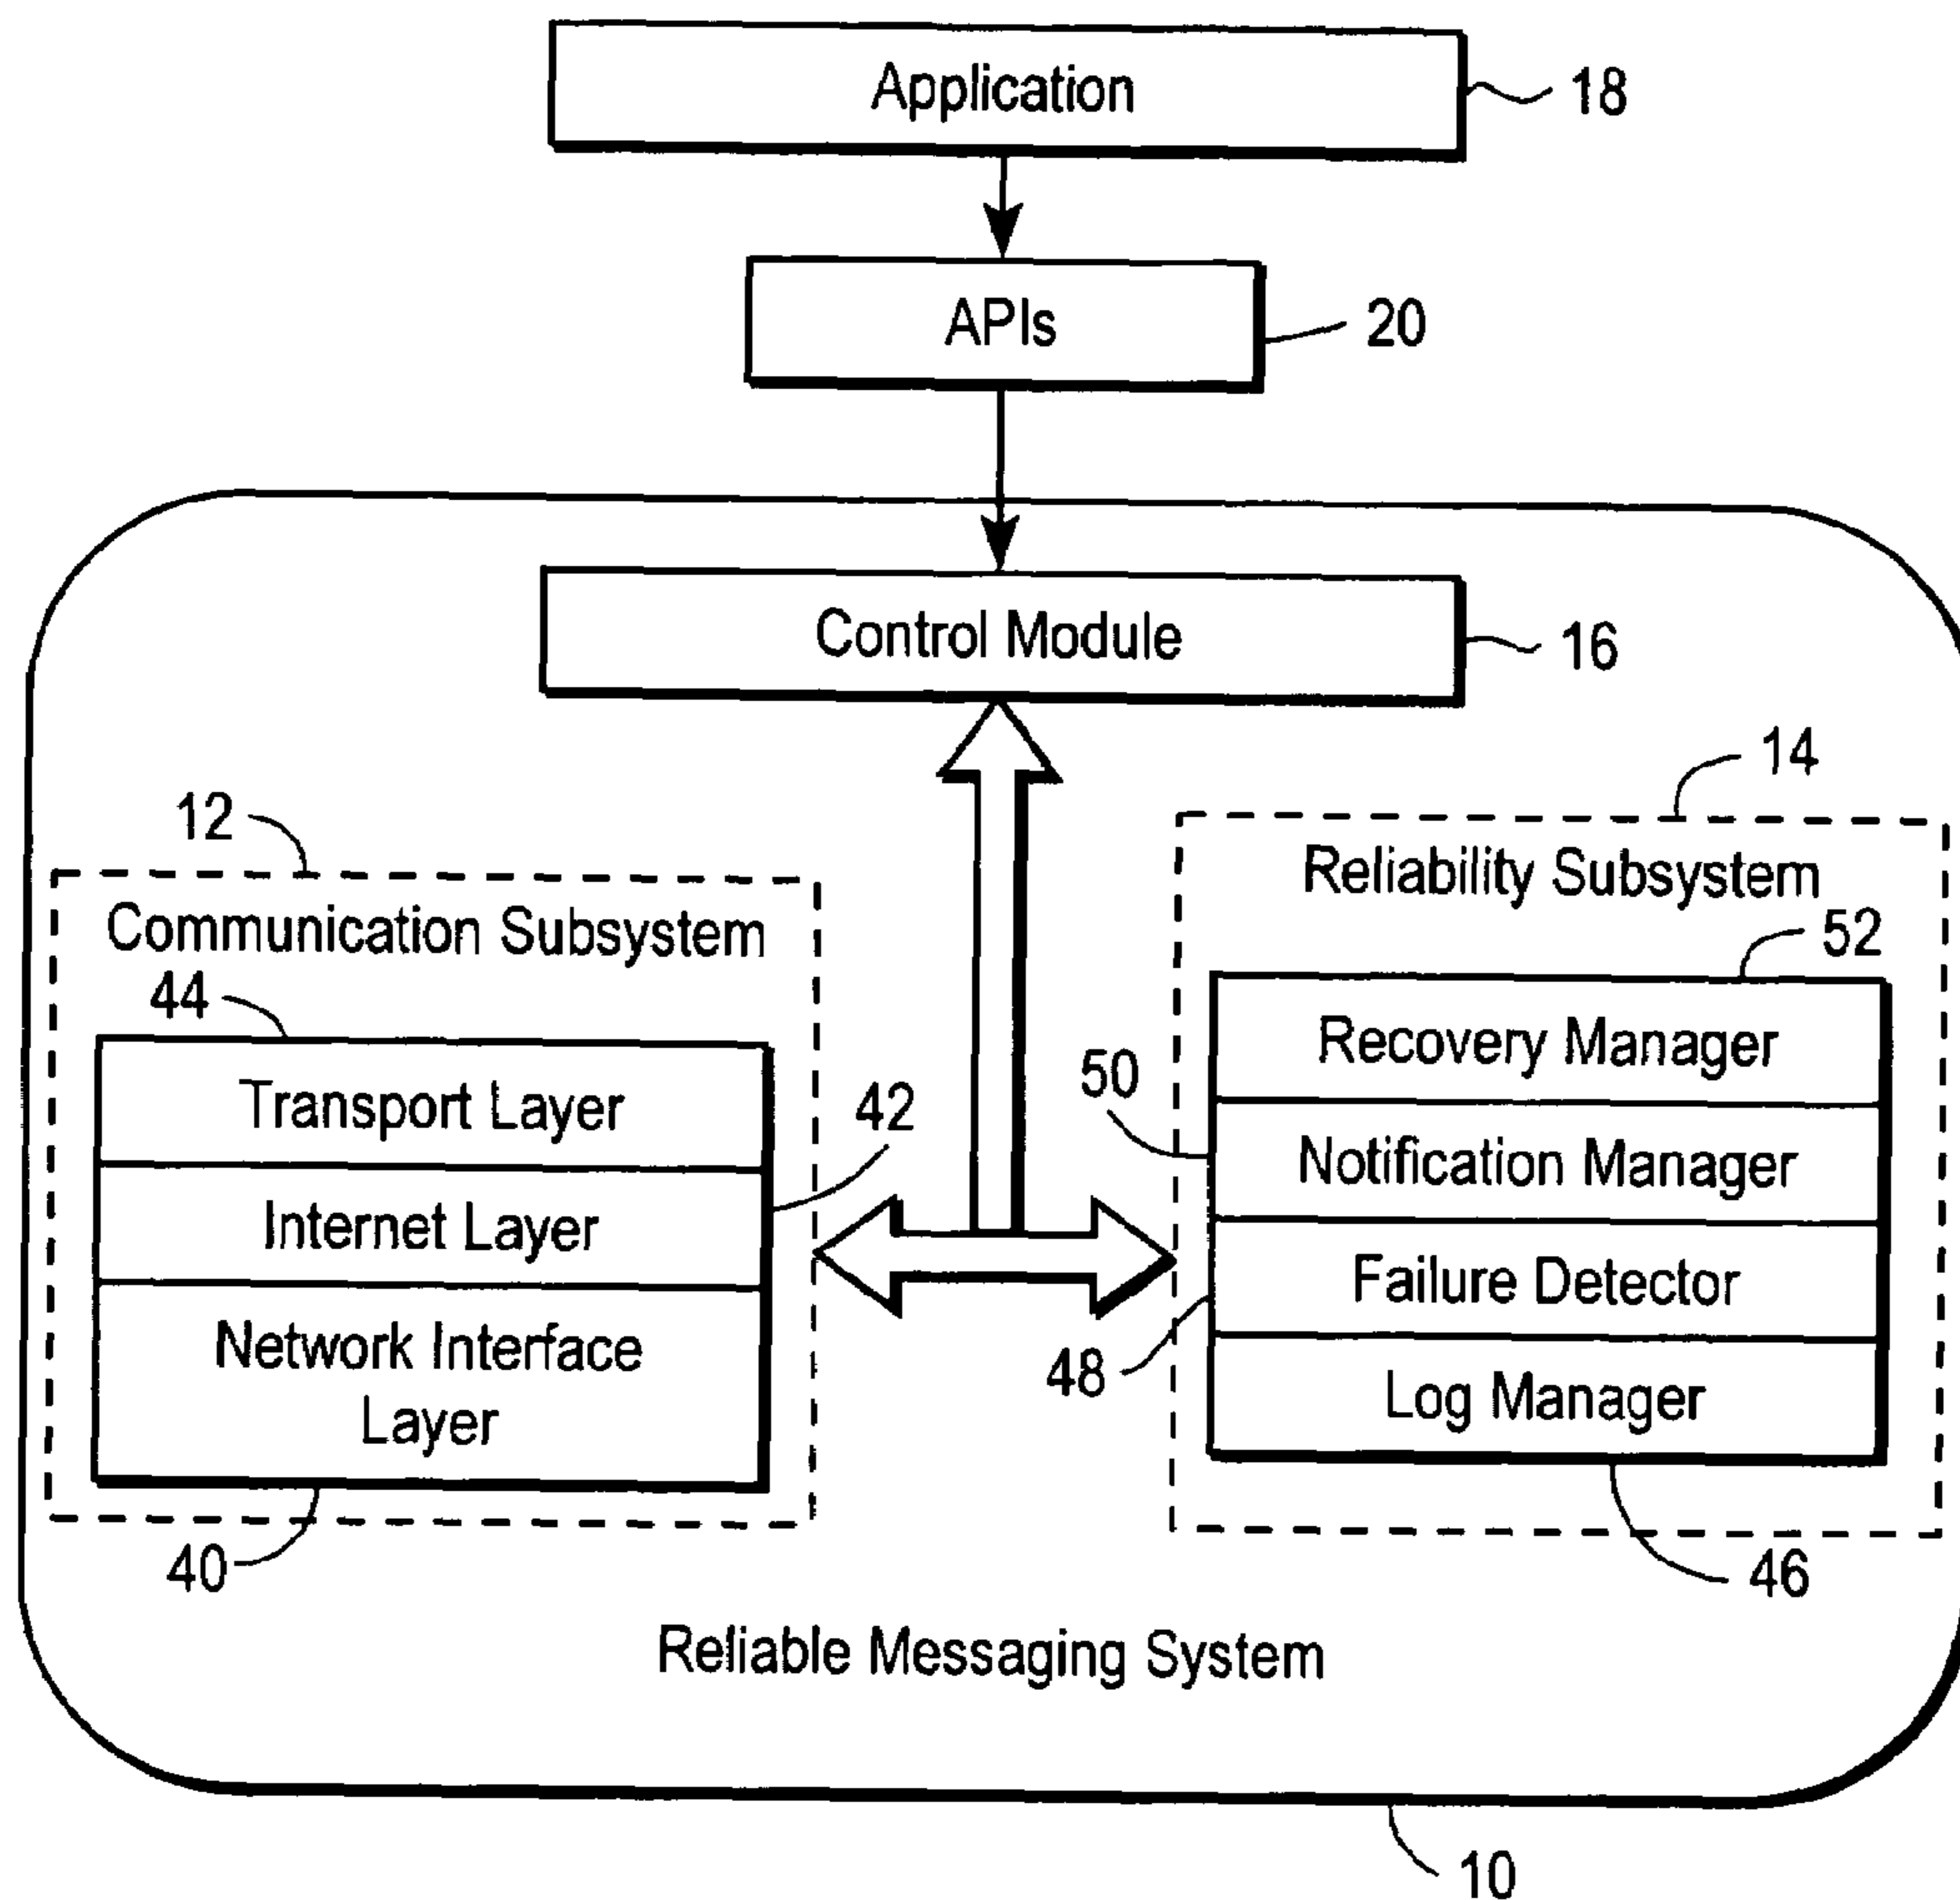 Application
18
APIs
20
Control Module
16
14
12
Reliability Subsystem
Communication Subsystem
52
44
Recovery Manager
Transport Layer
42
50
Notification Manager
Internet Layer
Failure Detector
Network Interface
Layer
48
Log Manager
40
46
Reliable Messaging System
10